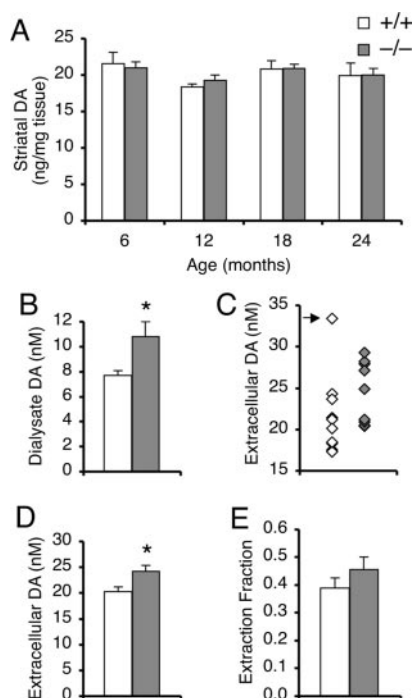 A
+/+
−/−
Striatal DA
(ng/mg tissue)
25
20
15
10
5
0
6 12 18 24
Age (months)
B
*
Dialysate DA (nM)
12
10
8
6
4
2
0
C
Extracellular DA (nM)
35
30
25
20
15
D
*
Extracellular DA (nM)
30
25
20
15
10
5
0
E
Extraction Fraction
0.6
0.5
0.4
0.3
0.2
0.1
0.0